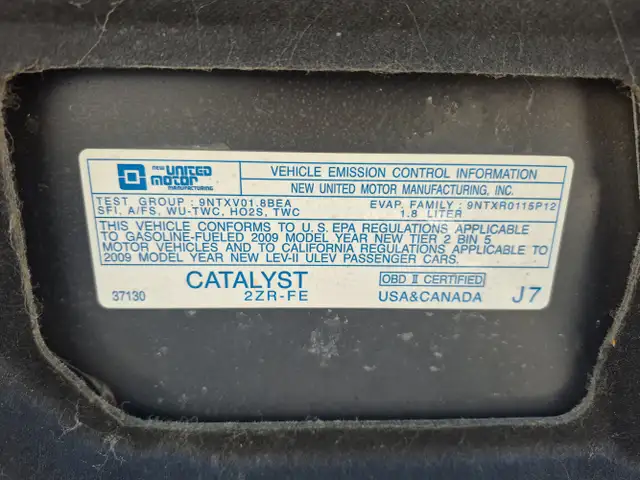 NEW UNITED
MOTOR
MANUFACTURING
VEHICLE EMISSION CONTROL INFORMATION
NEW UNITED MOTOR MANUFACTURING, INC.
TEST GROUP : 9NTXV01.8BEA EVAP. FAMILY : 9NTXR0115P12
SFI, A/FS, WU-TWC, HO2S, TWC 1.8 LITER
THIS VEHICLE CONFORMS TO U.S. EPA REGULATIONS APPLICABLE
TO GASOLINE-FUELED 2009 MODEL YEAR NEW TIER 2 BIN 5
MOTOR VEHICLES AND TO CALIFORNIA REGULATIONS APPLICABLE TO
2009 MODEL YEAR NEW LEV-II ULEV PASSENGER CARS.
CATALYST OBD II CERTIFIED
37130 2ZR-FE USA&CANADA J7